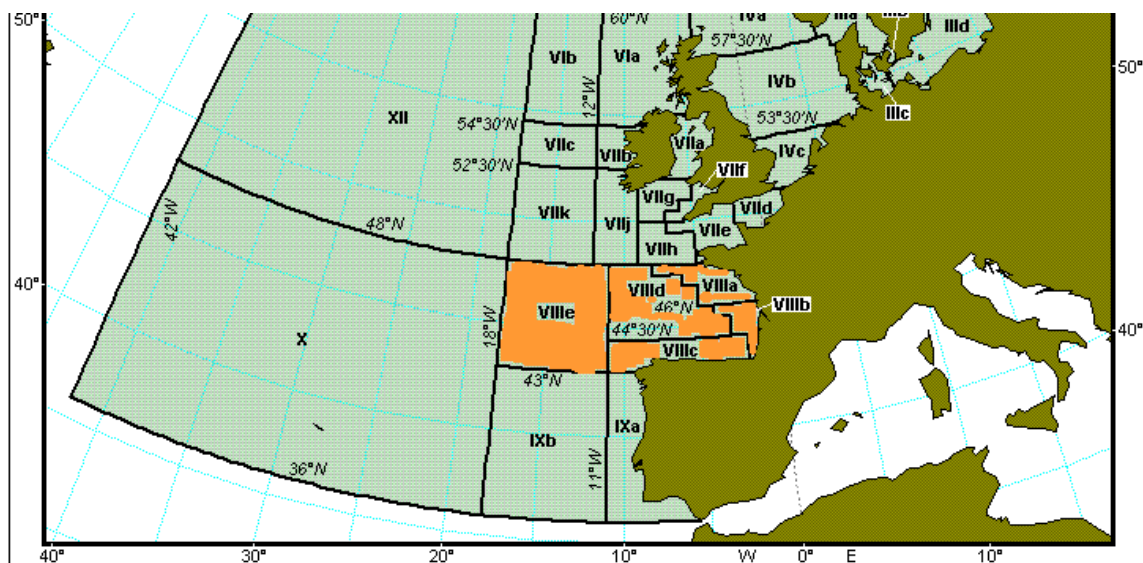 50°
60°N
IVa
IIIa
IIIb
IIId
57°30'N
VIb
VIa
50°
IVb
12°W
XII
53°30'N
IIIc
54°30'N
VIIc
VIIb
VIIa
IVc
52°30'N
VIIf
VIIg
VIId
42°W
48°N
VIIk
VIIj
VIIe
VIIh
40°
VIIId
VIIIa
VIIIe
46°N
VIIIb
18°W
44°30'N
40°
X
VIIIc
43°N
IXb
IXa
36°N
11°W
40°
30°
20°
10°
W
0°
E
10°